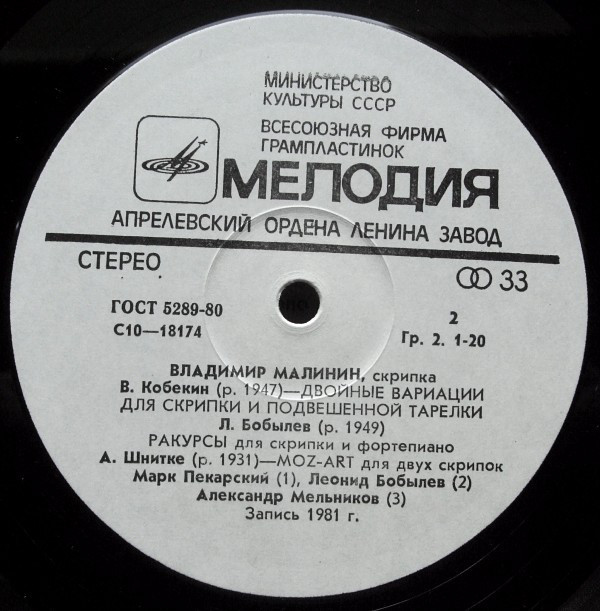 МИНИСТЕРСТВО
КУЛЬТУРЫ СССР
ВСЕСОЮЗНАЯ ФИРМА
ГРАМПЛАСТИНОК
МЕЛОДИЯ
АПРЕЛЕВСКИЙ ОРДЕНА ЛЕНИНА ЗАВОД
СТЕРЕО
33
ГОСТ 5289-80
С10—18174
2
Гр. 2. 1-20
ВЛАДИМИР МАЛИНИН, скрипка
В. Кобекин (р. 1947)—ДВОЙНЫЕ ВАРИАЦИИ
ДЛЯ СКРИПКИ И ПОДВЕШЕННОЙ ТАРЕЛКИ
Л. Бобылев (р. 1949)
РАКУРСЫ для скрипки и фортепиано
А. Шнитке (р. 1931)—MOZ-ART для двух скрипок
Марк Пекарский (1), Леонид Бобылев (2)
Александр Мельников (3)
Запись 1981 г.